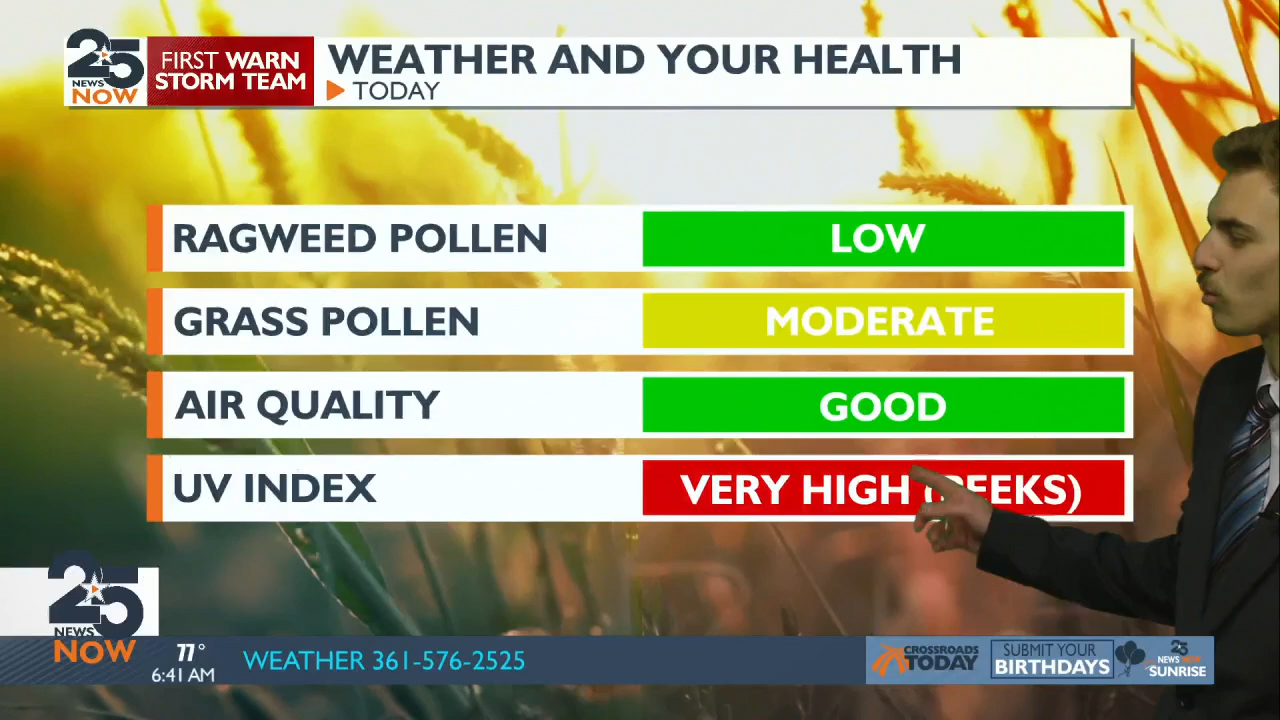 25
NEWS
NOW
FIRST WARN
STORM TEAM
WEATHER AND YOUR HEALTH
TODAY
RAGWEED POLLEN
LOW
GRASS POLLEN
MODERATE
AIR QUALITY
GOOD
UV INDEX
VERY HIGH (PEEKS)
25
NEWS
NOW
77°
6:41 AM
WEATHER 361-576-2525
CROSSROADS
TODAY
SUBMIT YOUR
BIRTHDAYS
25
NEWS NOW
SUNRISE